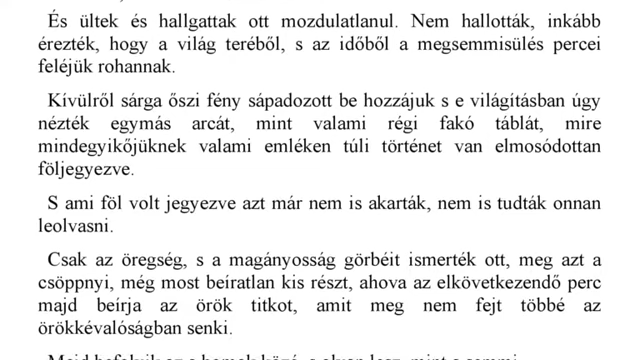 És ültek és hallgattak ott mozdulatlanul. Nem hallották, inkább
érezték, hogy a világ teréből, s az időből a megsemmisülés percei
feléjük rohannak.
Kívülről sárga őszi fény sápadozott be hozzájuk s e világításban úgy
nézték egymás arcát, mint valami régi fakó táblát, mire
mindegyikőjüknek valami emléken túli történet van elmosódottan
följegyezve.
S ami föl volt jegyezve azt már nem is akarták, nem is tudták onnan
leolvasni.
Csak az öregség, s a magányosság görbéit ismerték ott, meg azt a
csöppnyi, még most beíratlan kis részt, ahova az elkövetkezendő perc
majd beírja az örök titkot, amit meg nem fejt többé az
örökkévalóságban senki.